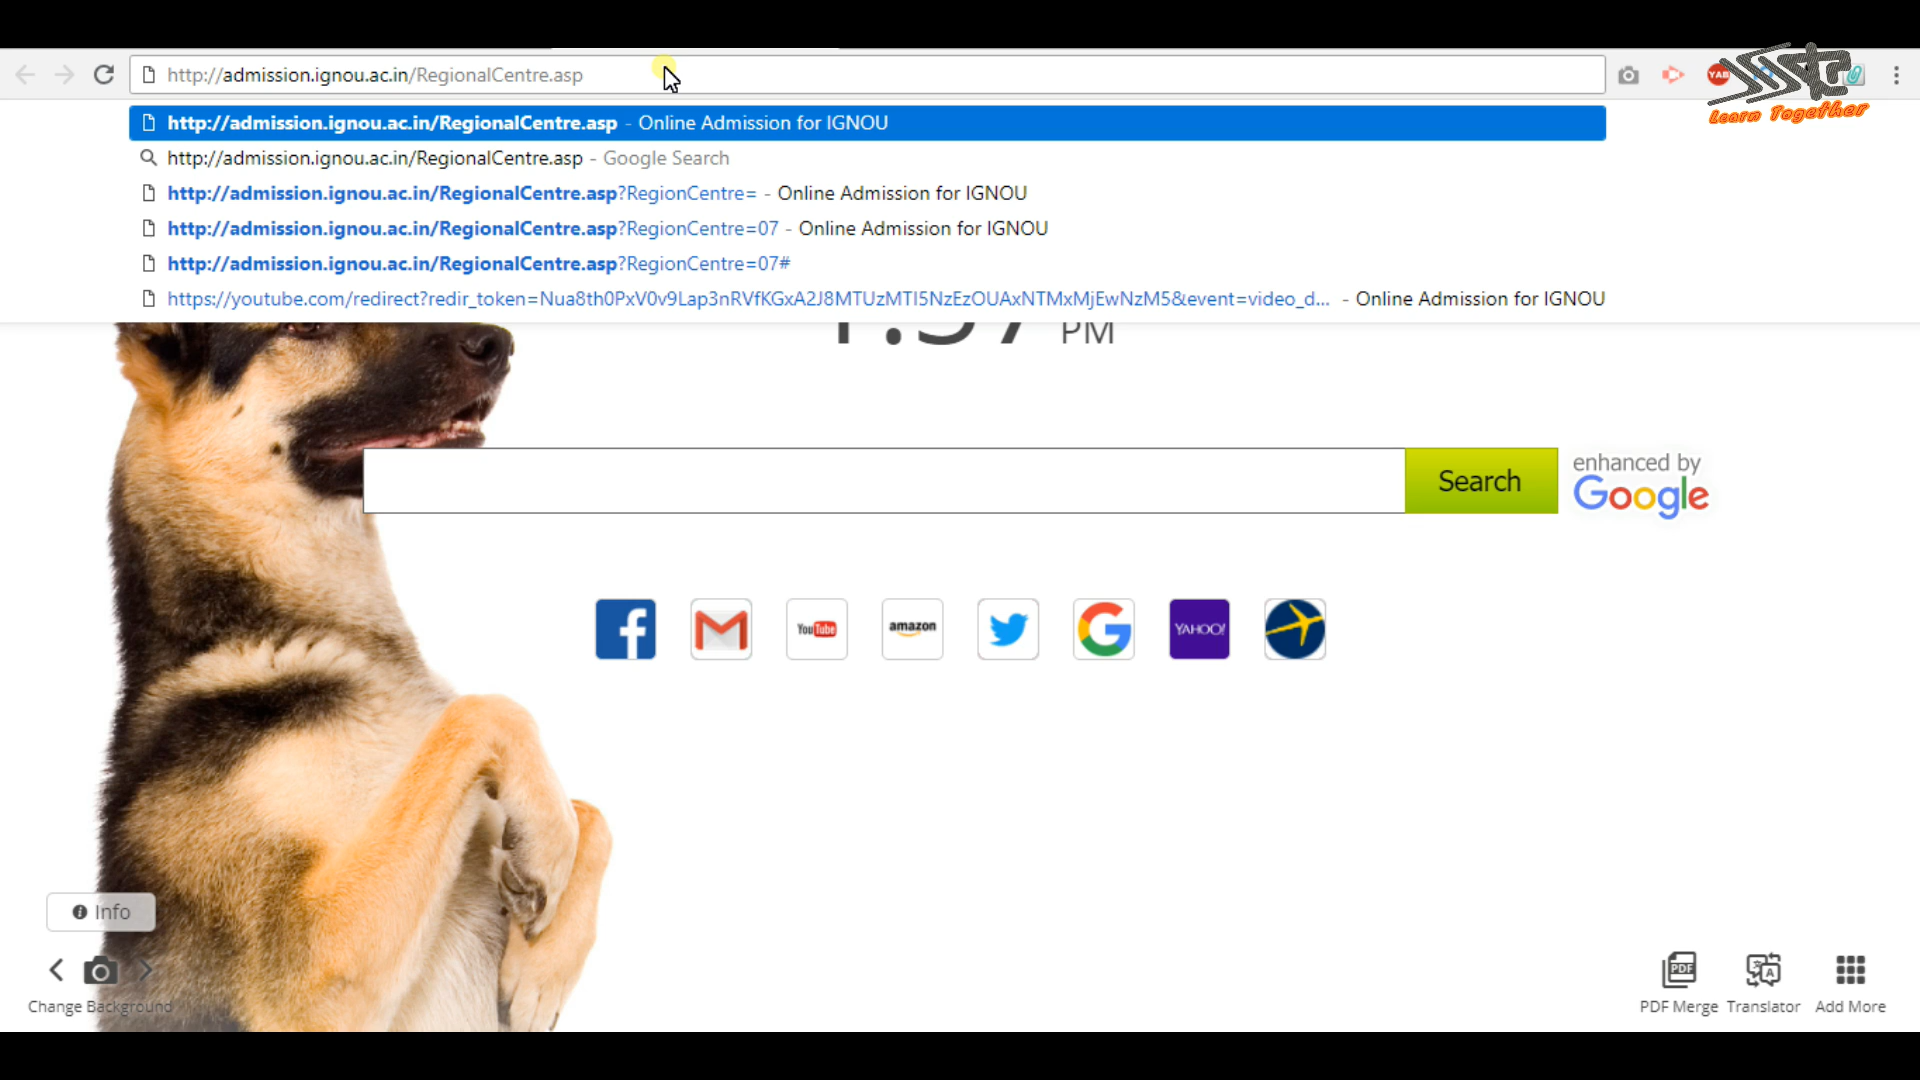 http://admission.ignou.ac.in/RegionalCentre.asp
http://admission.ignou.ac.in/RegionalCentre.asp - Online Admission for IGNOU
http://admission.ignou.ac.in/RegionalCentre.asp - Google Search
http://admission.ignou.ac.in/RegionalCentre.asp?RegionCentre= - Online Admission for IGNOU
http://admission.ignou.ac.in/RegionalCentre.asp?RegionCentre=07 - Online Admission for IGNOU
http://admission.ignou.ac.in/RegionalCentre.asp?RegionCentre=07#
https://youtube.com/redirect?redir_token=Nua8th0PxV0v9Lap3nRVfKGxA2J8MTUzMTI5NzEzOUAxNTMxMjEwNzM5&event=video_d... - Online Admission for IGNOU
Learn Together
PM
Search
enhanced by
Google
YouTube
amazon
YAHOO!
Info
Change Background
PDF Merge
Translator
Add More